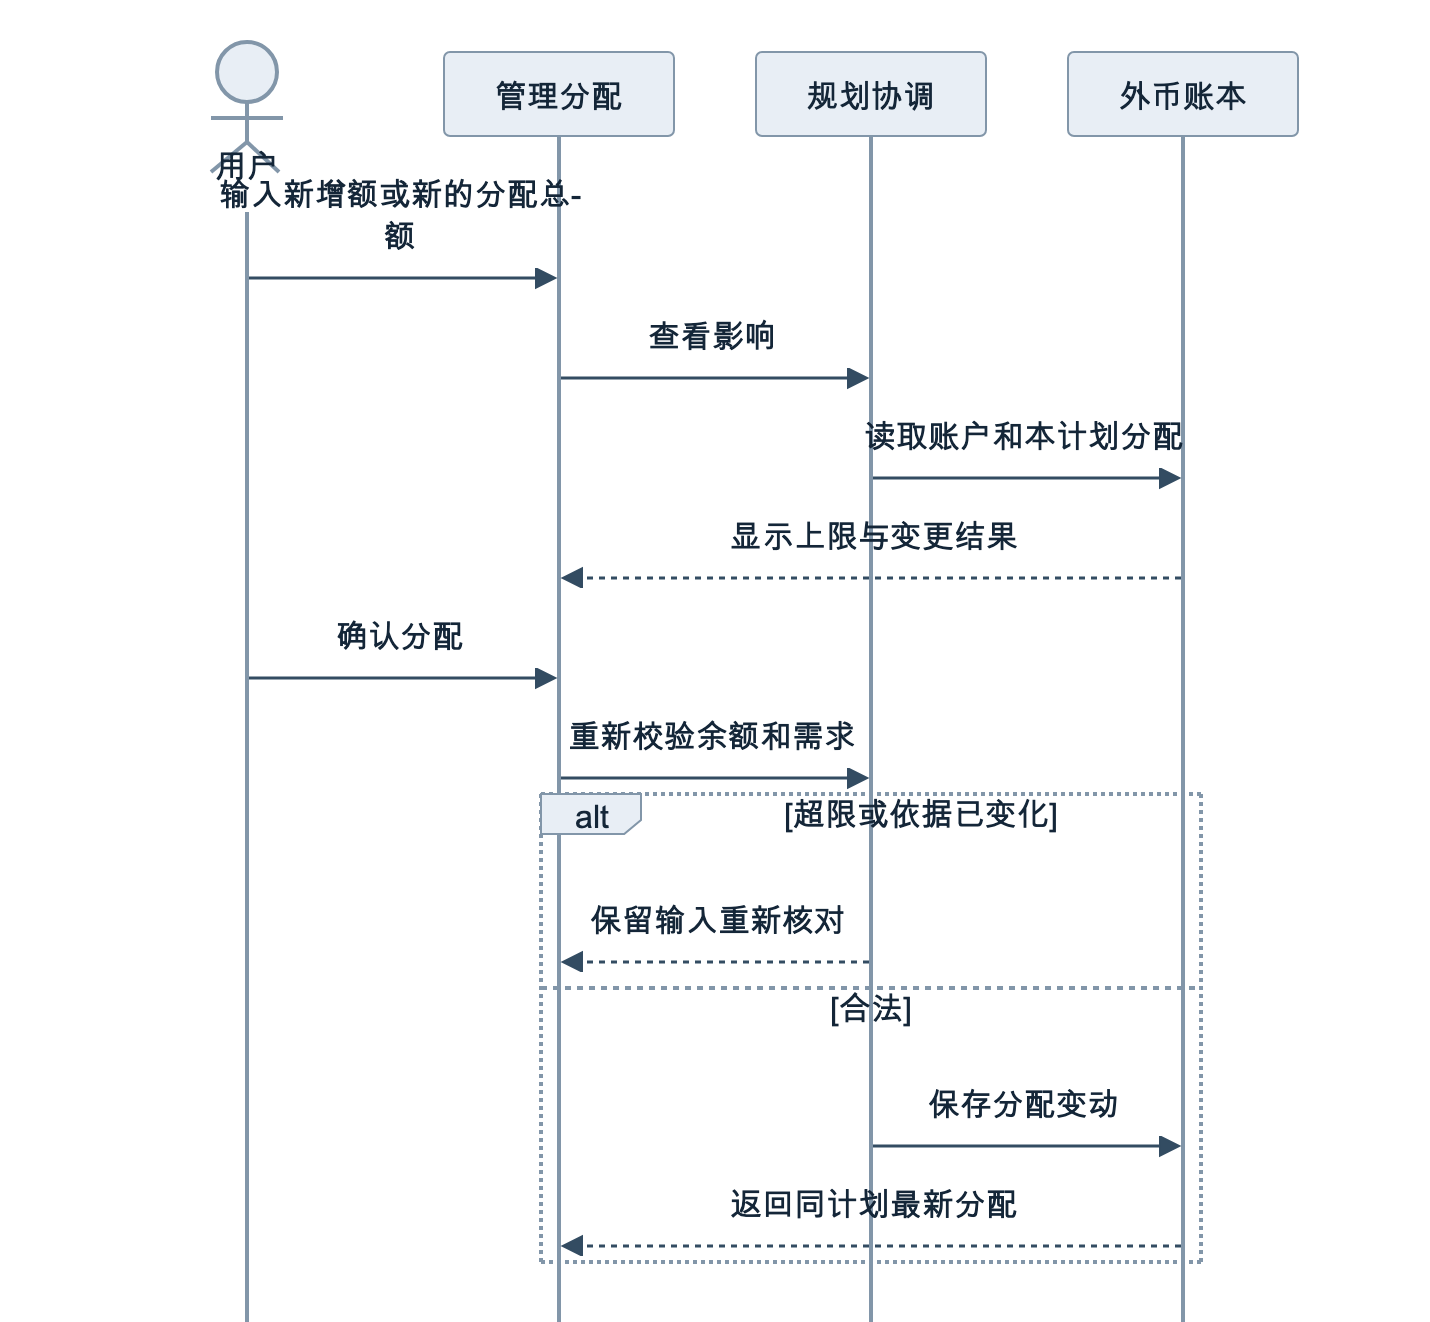 管理分配
规划协调
外币账本
用户
输入新增额或新的分配总-
额
查看影响
读取账户和本计划分配
显示上限与变更结果
确认分配
重新校验余额和需求
alt
[超限或依据已变化]
保留输入重新核对
[合法]
保存分配变动
返回同计划最新分配